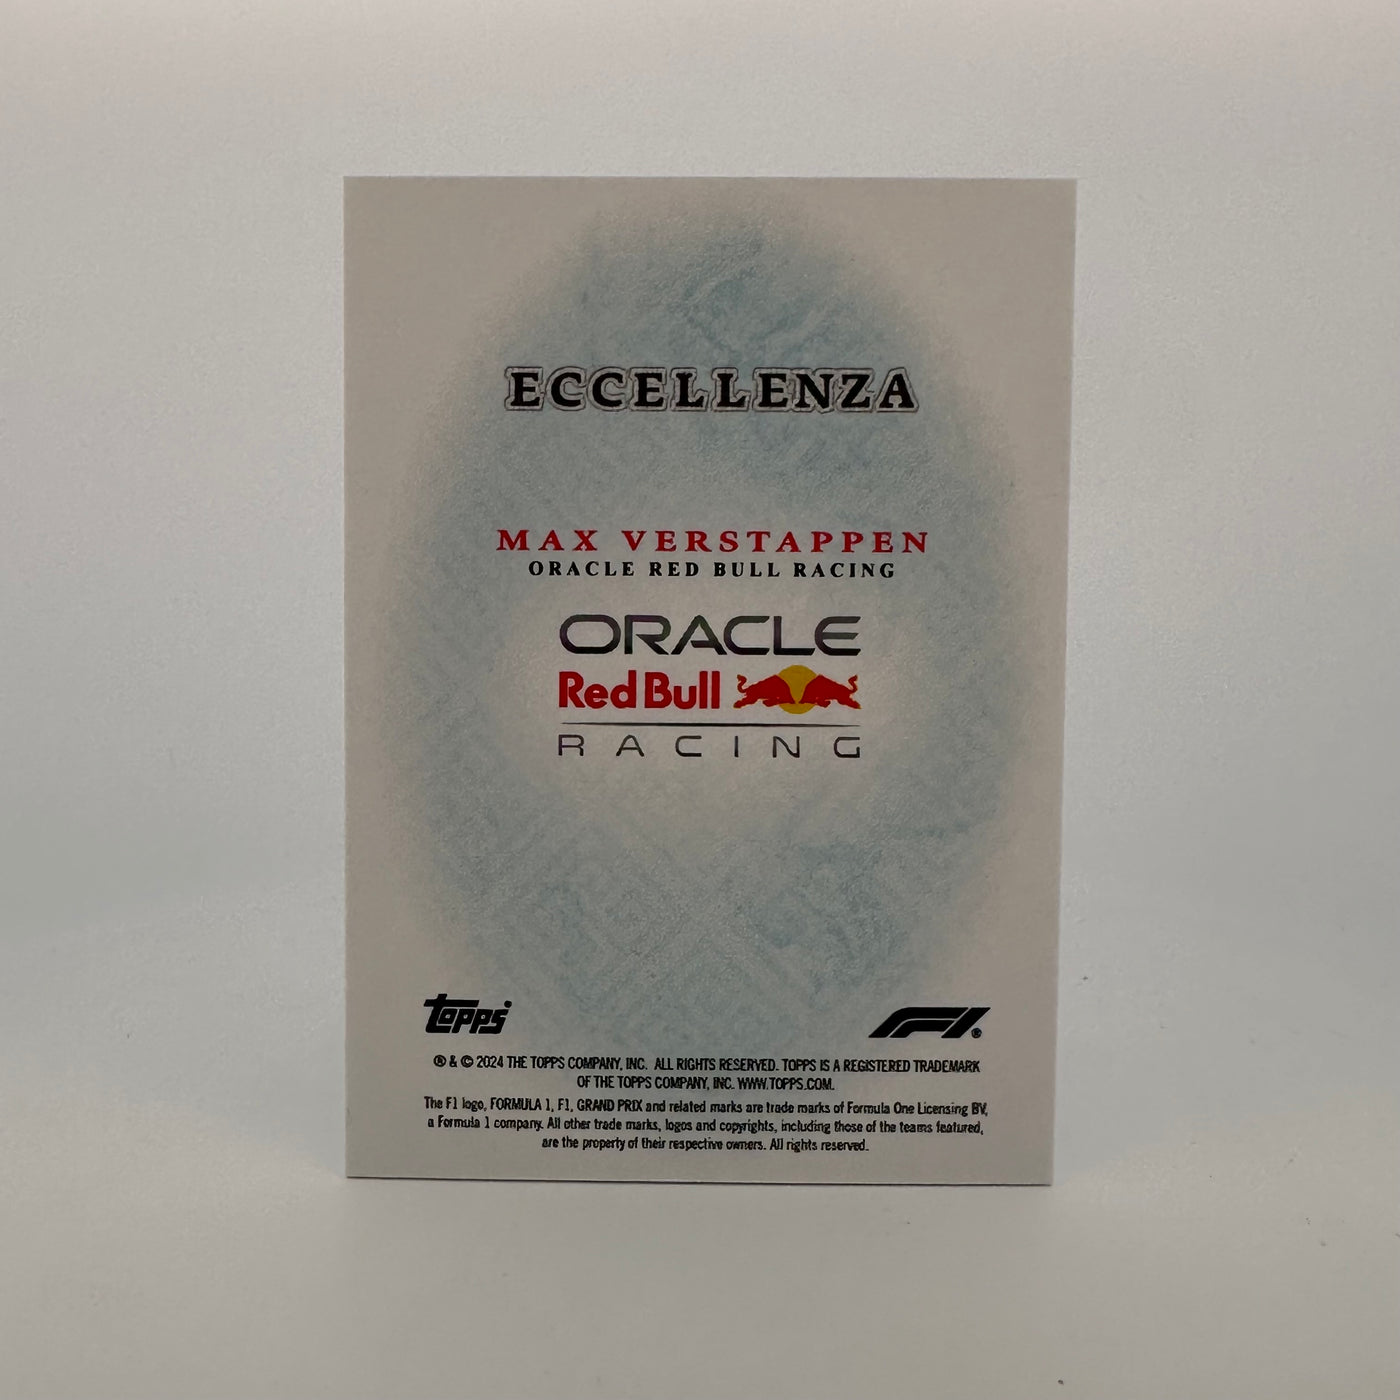 ECCELLENZA
MAX VERSTAPPEN
ORACLE RED BULL RACING
ORACLE
Red Bull
RACING
Topps F1®
® & © 2024 THE TOPPS COMPANY, INC. ALL RIGHTS RESERVED. TOPPS IS A REGISTERED TRADEMARK
OF THE TOPPS COMPANY, INC. WWW.TOPPS.COM.
The F1 logo, FORMULA 1, F1, GRAND PRIX and related marks are trade marks of Formula One Licensing BV,
a Formula 1 company. All other trade marks, logos and copyrights, including those of the teams featured,
are the property of their respective owners. All rights reserved.